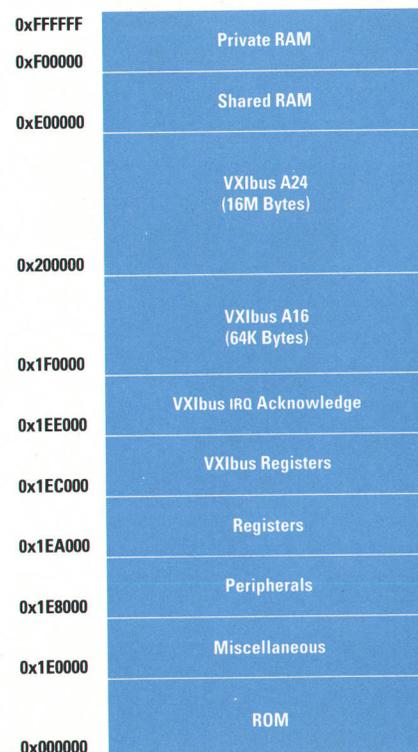 0xFFFFFF
Private RAM
0xF00000
Shared RAM
0xE00000
VXIbus A24
(16M Bytes)
0x200000
VXIbus A16
(64K Bytes)
0x1F0000
VXIbus IRQ Acknowledge
0x1EE000
VXIbus Registers
0x1EC000
Registers
0x1EA000
Peripherals
0x1E8000
Miscellaneous
0x1E0000
ROM
0x000000